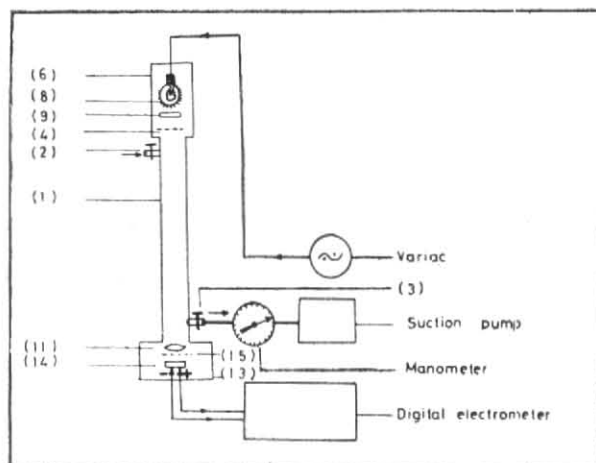 (6)
(8)
(9)
(4)
(2)
(1)
Variac
(3)
Suction pump
(11)
(15)
(14)
(13)
Manometer
Digital electrometer